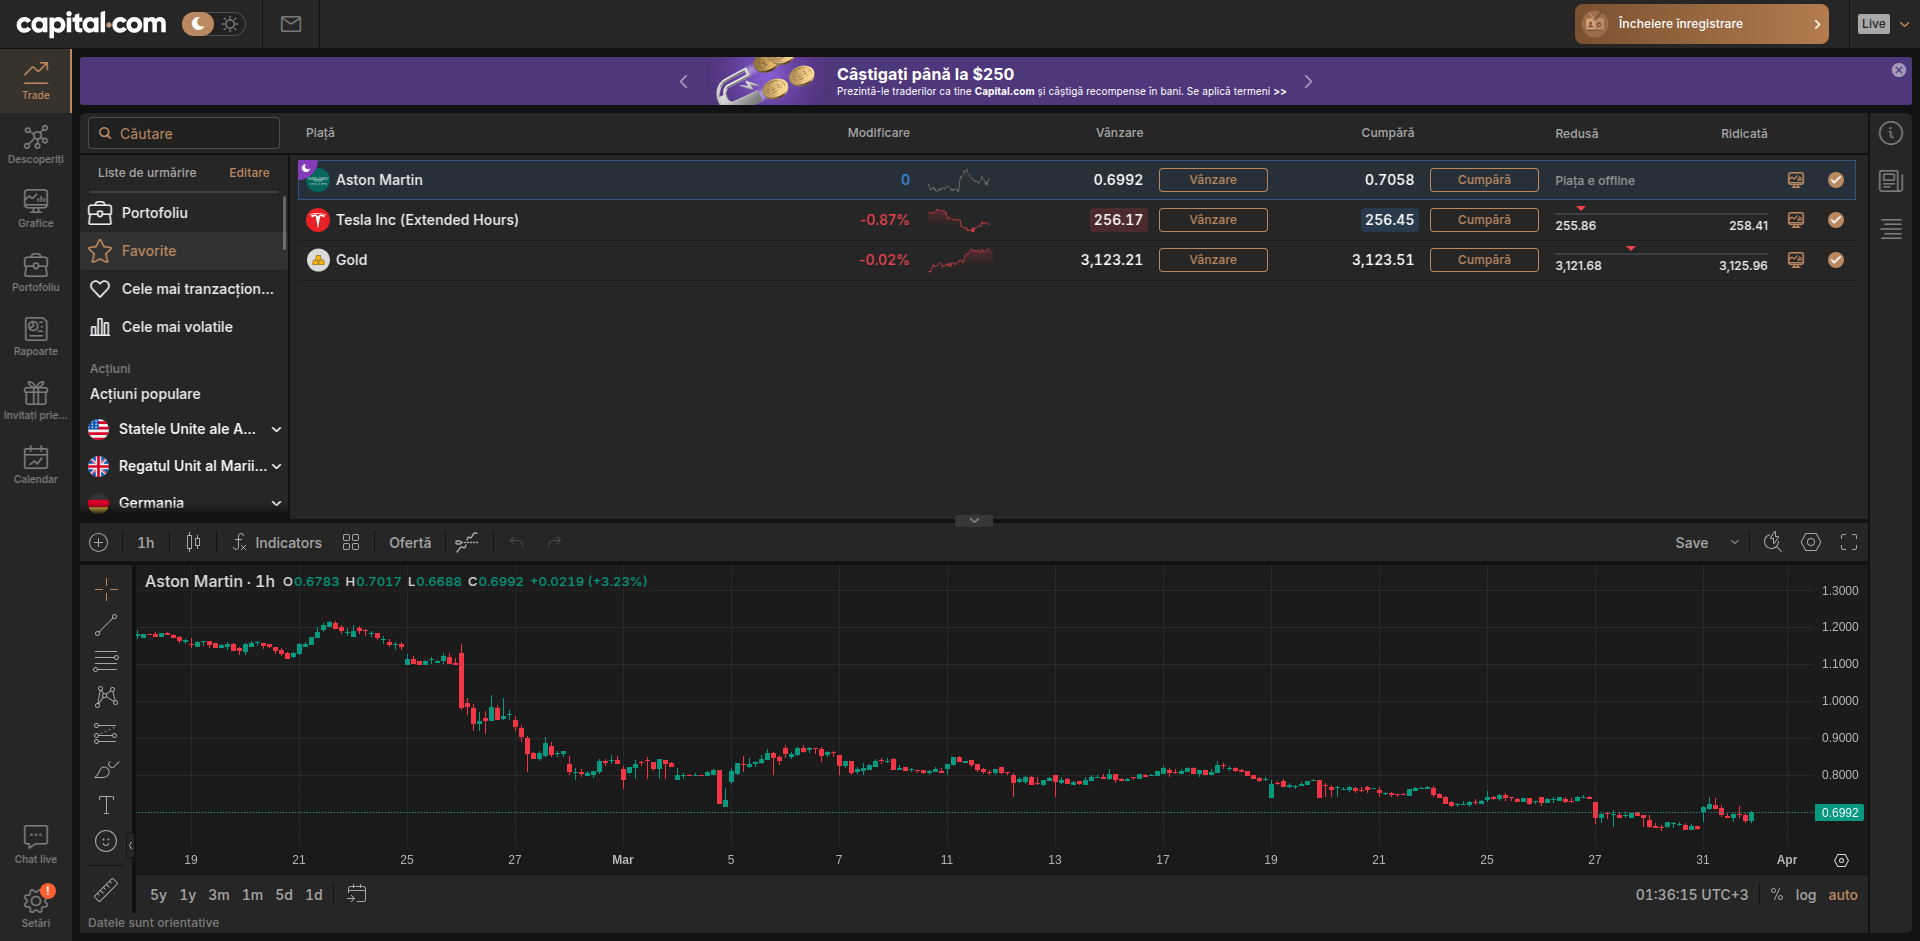 capital.com
Încheiere înregistrare
Live
Trade
Descoperiți
Grafice
Portofoliu
Rapoarte
Invitați prie...
Calendar
Chat live
Setări
Câștigați până la $250
Prezintă-le traderilor ca tine Capital.com și câștigă recompense în bani. Se aplică termeni >>
Căutare
Liste de urmărire Editare
Portofoliu
Favorite
Cele mai tranzacțion...
Cele mai volatile
Acțiuni
Acțiuni populare
Statele Unite ale A...
Regatul Unit al Marii...
Germania
Piață Modificare Vânzare Cumpără Redusă Ridicată
Aston Martin 0 0.6992 Vânzare 0.7058 Cumpără Piața e offline
Tesla Inc (Extended Hours) -0.87% 256.17 Vânzare 256.45 Cumpără 255.86 258.41
Gold -0.02% 3,123.21 Vânzare 3,123.51 Cumpără 3,121.68 3,125.96
1h Indicators Ofertă Save
Aston Martin · 1h O0.6783 H0.7017 L0.6688 C0.6992 +0.0219 (+3.23%)
1.3000
1.2000
1.1000
1.0000
0.9000
0.8000
0.6992
19 21 25 27 Mar 5 7 11 13 17 19 21 25 27 31 Apr
5y 1y 3m 1m 5d 1d 01:36:15 UTC+3 % log auto
Datele sunt orientative